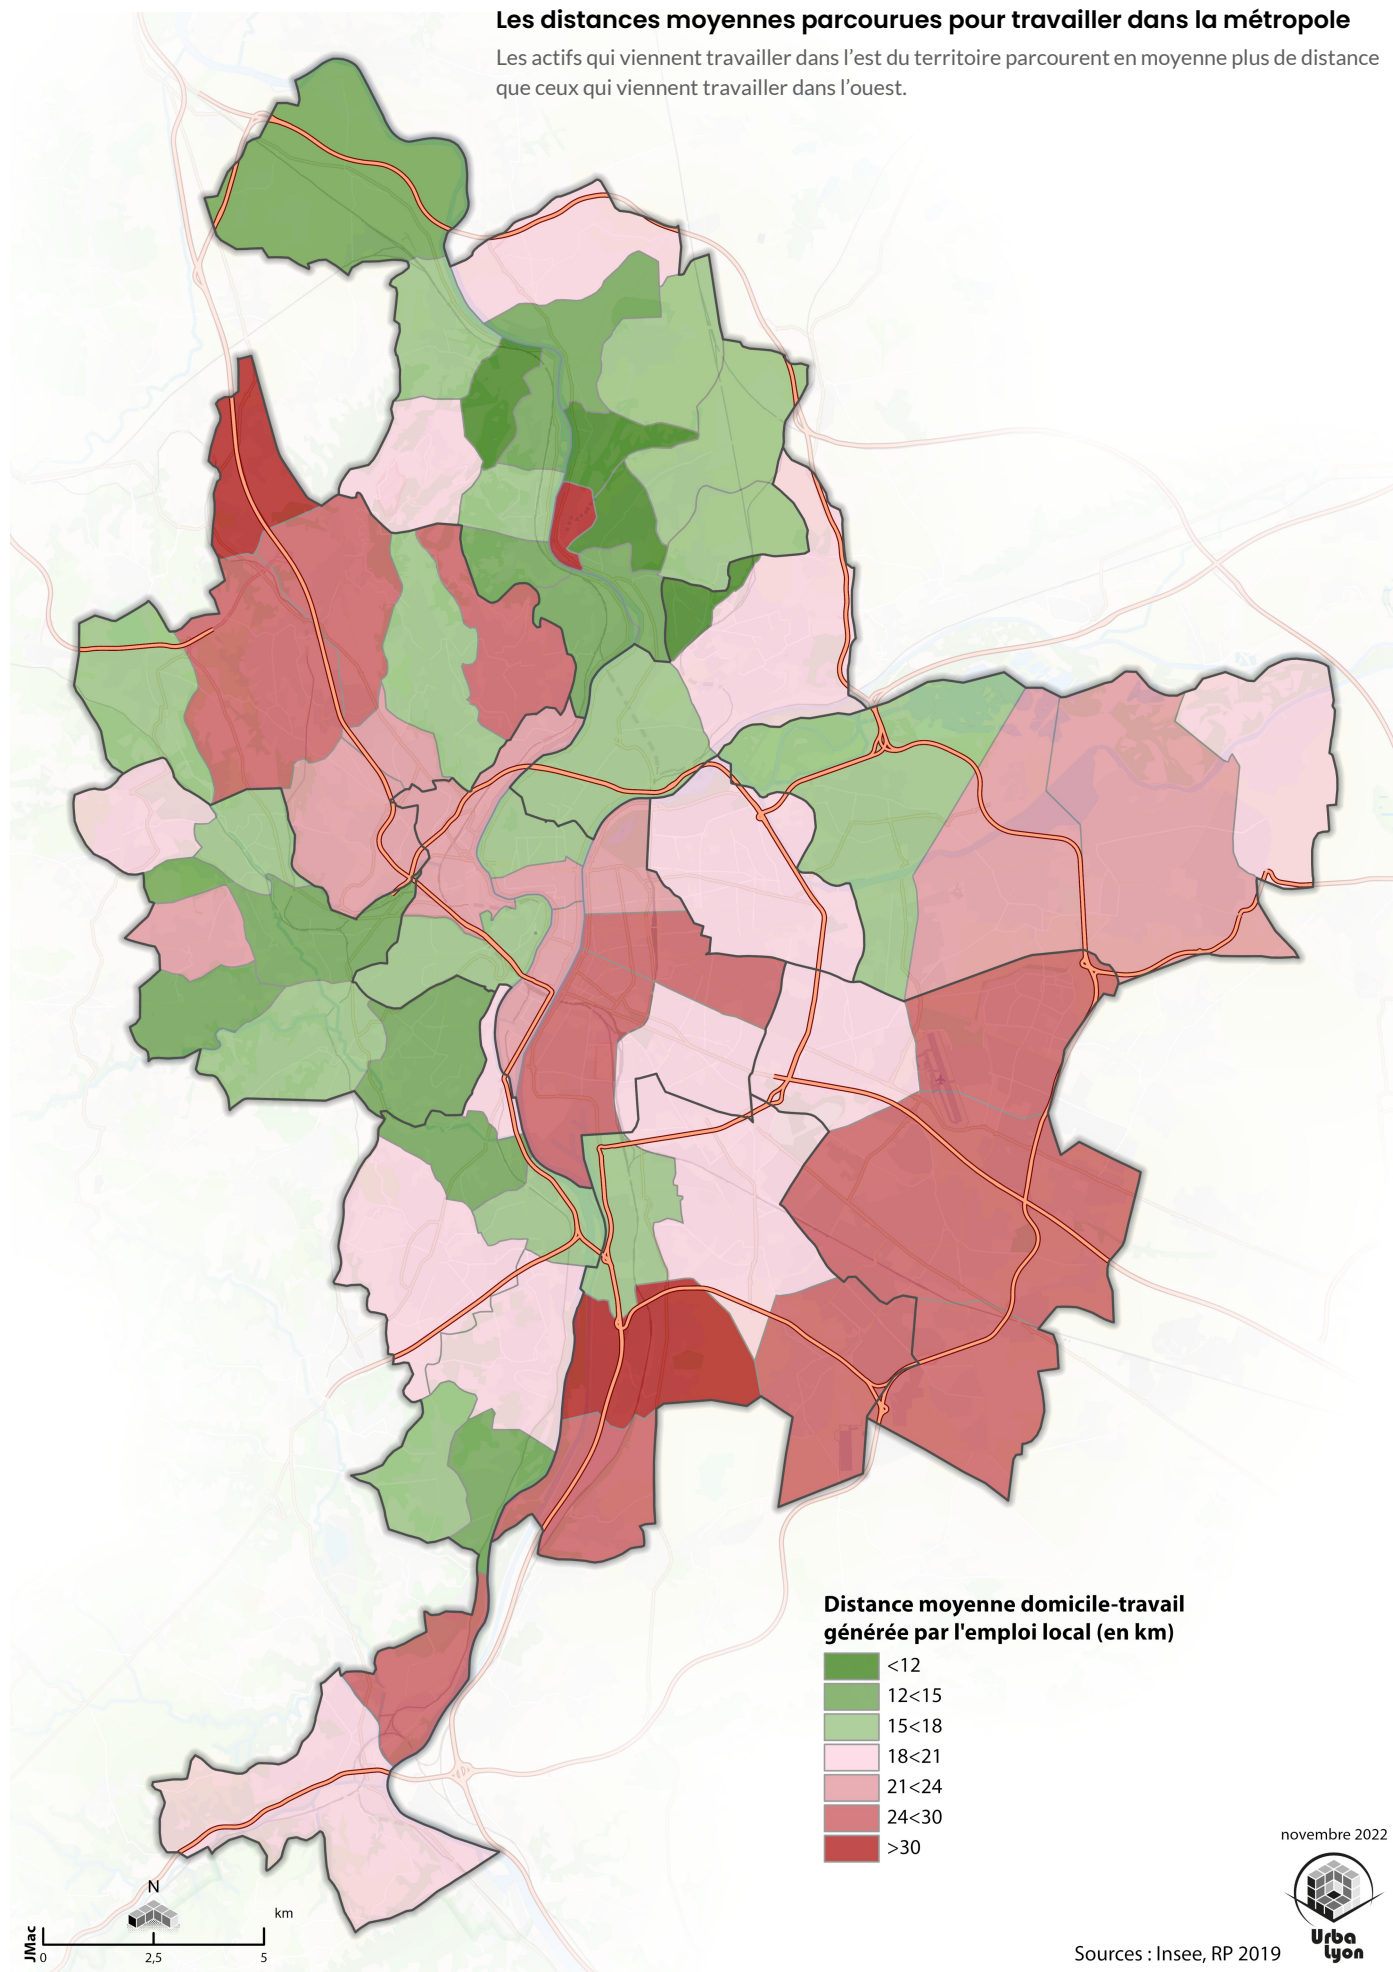 Les distances moyennes parcourues pour travailler dans la métropole
Les actifs qui viennent travailler dans l'est du territoire parcourent en moyenne plus de distance
que ceux qui viennent travailler dans l'ouest.
Distance moyenne domicile-travail
générée par l'emploi local (en km)
<12
12<15
15<18
18<21
21<24
24<30
>30
novembre 2022
Urba
Lyon
Sources : Insee, RP 2019
N
km
JMac
0 2,5 5